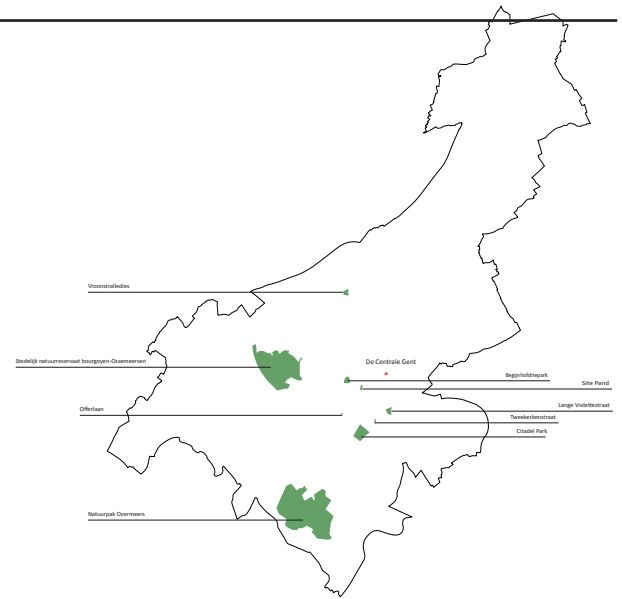 Vroonstralledies
De Centrale Gent
Stedelijk natuurreservaat bourgoyen-Ossemeersen
Begijnhofdriepark
Site Pand
Offerlaan
Lange Violettestraat
Tweekerkenstraat
Citadel Park
Natuurpak Overmeers